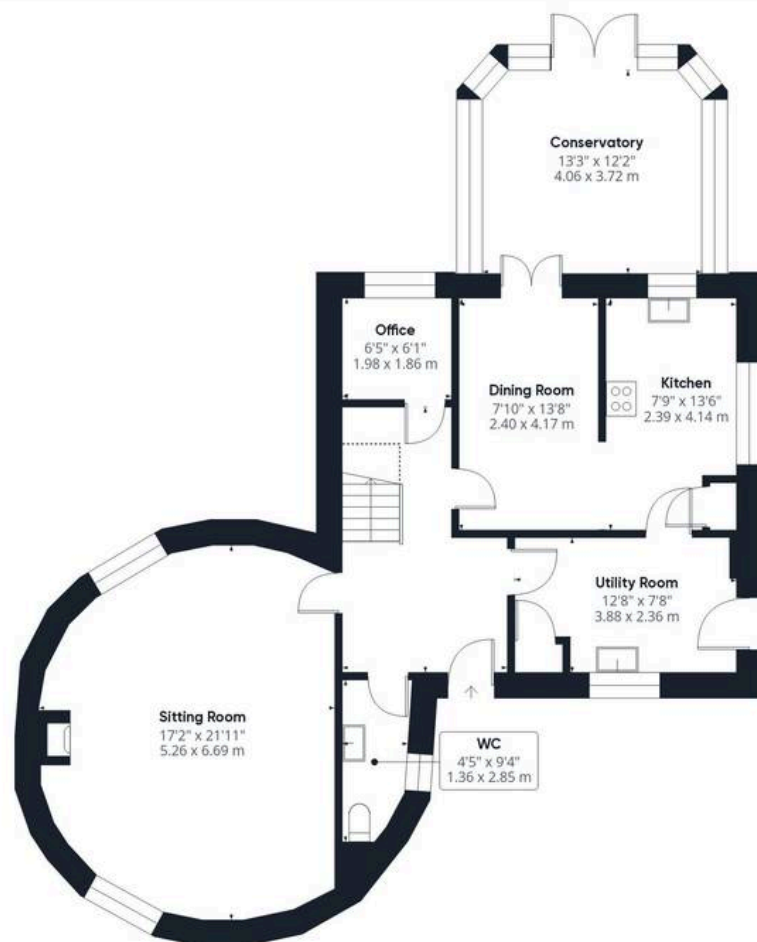 Conservatory
13'3" x 12'2"
4.06 x 3.72 m
Office
6'5" x 6'1"
1.98 x 1.86 m
Dining Room
7'10" x 13'8"
2.40 x 4.17 m
Kitchen
7'9" x 13'6"
2.39 x 4.14 m
Utility Room
12'8" x 7'8"
3.88 x 2.36 m
Sitting Room
17'2" x 21'11"
5.26 x 6.69 m
WC
4'5" x 9'4"
1.36 x 2.85 m